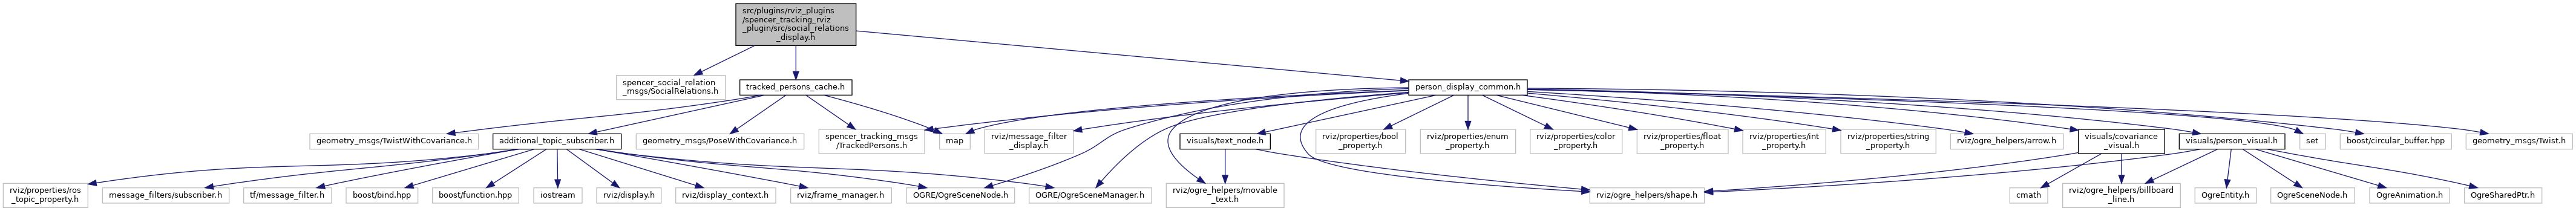 src/plugins/rviz_plugins
/spencer_tracking_rviz
_plugin/src/social_relations
_display.h
spencer_social_relation
_msgs/SocialRelations.h
tracked_persons_cache.h
person_display_common.h
geometry_msgs/TwistWithCovariance.h
additional_topic_subscriber.h
geometry_msgs/PoseWithCovariance.h
spencer_tracking_msgs
/TrackedPersons.h
map
rviz/message_filter
_display.h
visuals/text_node.h
rviz/properties/bool
_property.h
rviz/properties/enum
_property.h
rviz/properties/color
_property.h
rviz/properties/float
_property.h
rviz/properties/int
_property.h
rviz/properties/string
_property.h
rviz/ogre_helpers/arrow.h
visuals/covariance
_visual.h
visuals/person_visual.h
set
boost/circular_buffer.hpp
geometry_msgs/Twist.h
rviz/properties/ros
_topic_property.h
message_filters/subscriber.h
tf/message_filter.h
boost/bind.hpp
boost/function.hpp
iostream
rviz/display.h
rviz/display_context.h
rviz/frame_manager.h
OGRE/OgreSceneNode.h
OGRE/OgreSceneManager.h
rviz/ogre_helpers/movable
_text.h
rviz/ogre_helpers/shape.h
cmath
rviz/ogre_helpers/billboard
_line.h
OgreEntity.h
OgreSceneNode.h
OgreAnimation.h
OgreSharedPtr.h